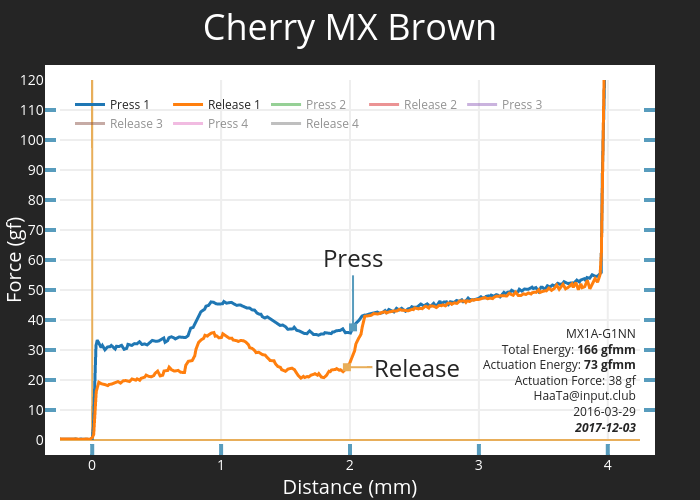 Cherry MX Brown
Force (gf)
120
110
100
90
80
70
60
50
40
30
20
10
0
Press 1
Release 1
Press 2
Release 2
Press 3
Release 3
Press 4
Release 4
Press
Release
MX1A-G1NN
Total Energy: 166 gfmm
Actuation Energy: 73 gfmm
Actuation Force: 38 gf
HaaTa@input.club
2016-03-29
2017-12-03
0 1 2 3 4
Distance (mm)